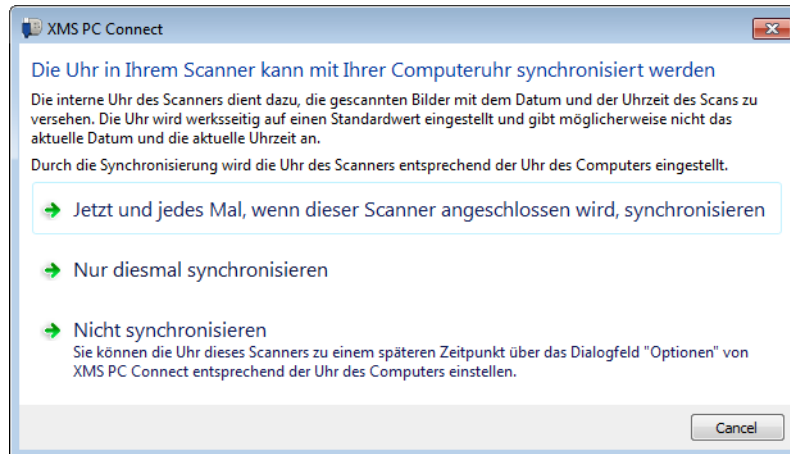 XMS PC Connect
Die Uhr in Ihrem Scanner kann mit Ihrer Computeruhr synchronisiert werden
Die interne Uhr des Scanners dient dazu, die gescannten Bilder mit dem Datum und der Uhrzeit des Scans zu
versehen. Die Uhr wird werksseitig auf einen Standardwert eingestellt und gibt möglicherweise nicht das
aktuelle Datum und die aktuelle Uhrzeit an.
Durch die Synchronisierung wird die Uhr des Scanners entsprechend der Uhr des Computers eingestellt.
Jetzt und jedes Mal, wenn dieser Scanner angeschlossen wird, synchronisieren
Nur diesmal synchronisieren
Nicht synchronisieren
Sie können die Uhr dieses Scanners zu einem späteren Zeitpunkt über das Dialogfeld "Optionen" von
XMS PC Connect entsprechend der Uhr des Computers einstellen.
Cancel